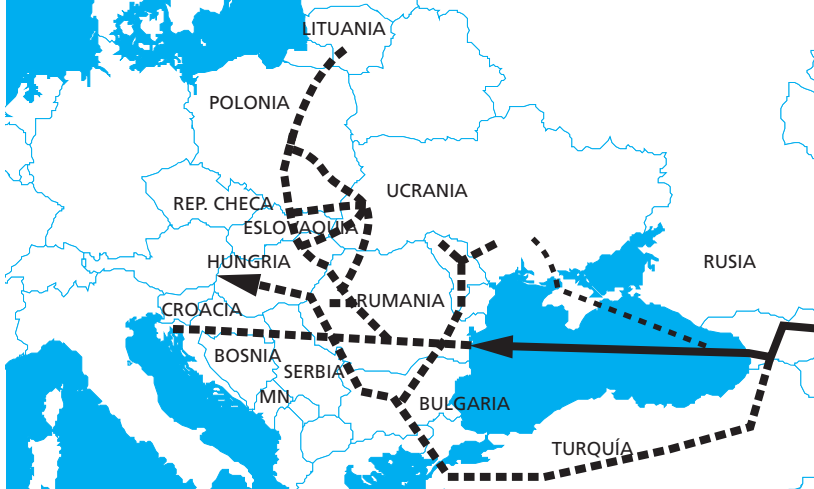 LITUANIA
POLONIA
UCRANIA
REP. CHECA
ESLOVAQUIA
HUNGRIA
RUSIA
RUMANIA
CROACIA
BOSNIA
SERBIA
MN
BULGARIA
TURQUÍA